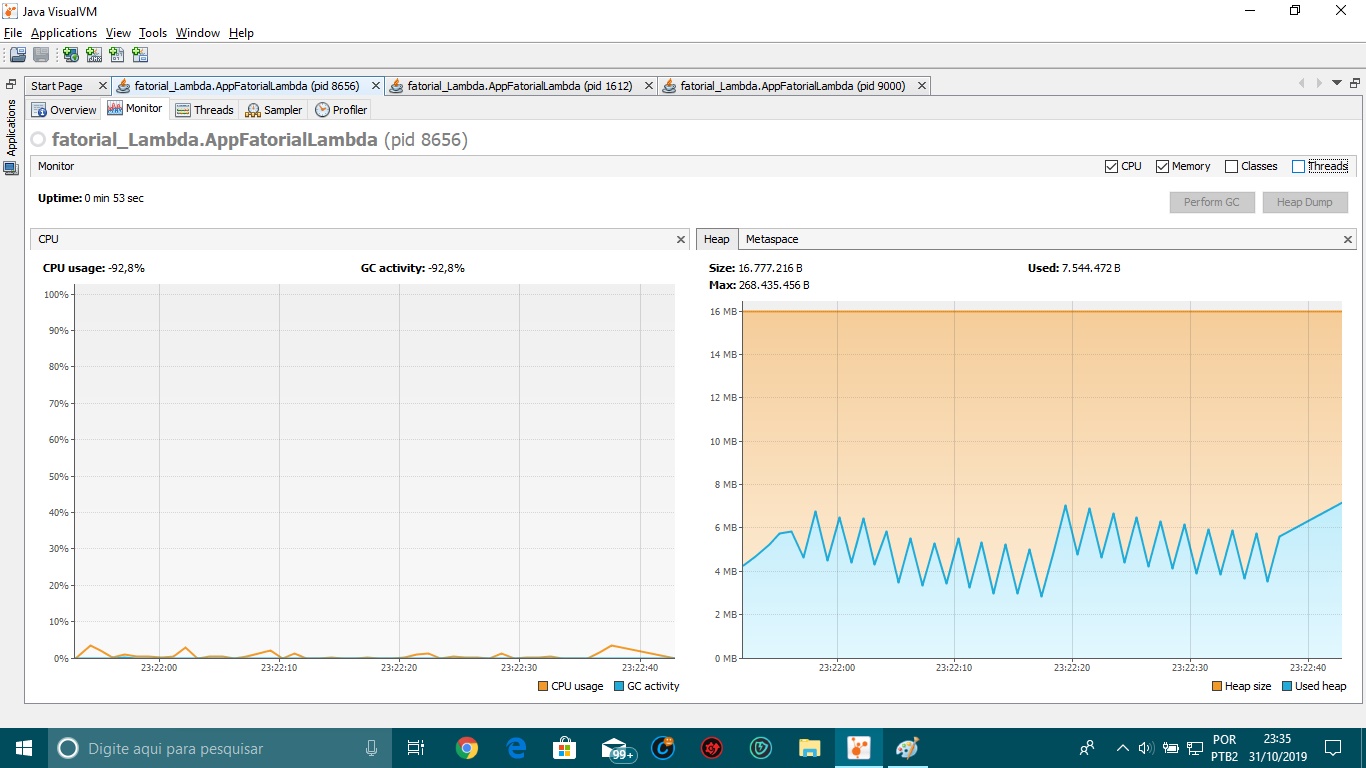 Java VisualVM
File Applications View Tools Window Help
Applications
Start Page fatorial_Lambda.AppFatorialLambda (pid 8656) fatorial_Lambda.AppFatorialLambda (pid 1612) fatorial_Lambda.AppFatorialLambda (pid 9000)
Overview Monitor Threads Sampler Profiler
fatorial_Lambda.AppFatorialLambda (pid 8656)
Monitor CPU Memory Classes Threads
Uptime: 0 min 53 sec
Perform GC Heap Dump
CPU
CPU usage: -92,8% GC activity: -92,8%
100%
90%
80%
70%
60%
50%
40%
30%
20%
10%
0%
23:22:00 23:22:10 23:22:20 23:22:30 23:22:40
CPU usage GC activity
Heap Metaspace
Size: 16.777.216 B Used: 7.544.472 B
Max: 268.435.456 B
16 MB
14 MB
12 MB
10 MB
8 MB
6 MB
4 MB
2 MB
0 MB
23:22:00 23:22:10 23:22:20 23:22:30 23:22:40
Heap size Used heap
Digite aqui para pesquisar
99+
POR
PTB2
23:35
31/10/2019